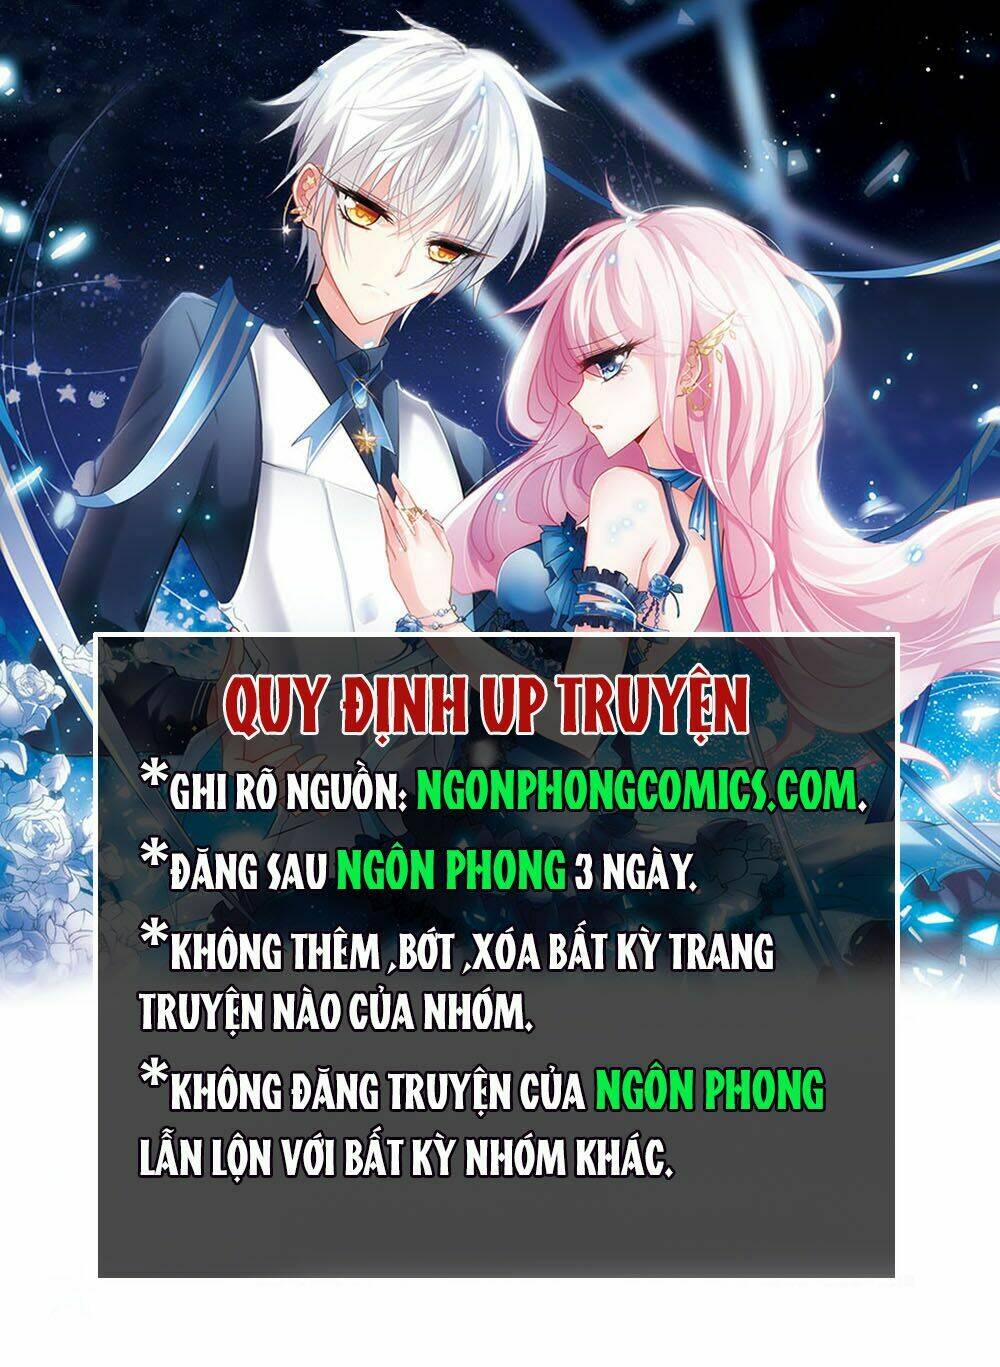 QUY ĐỊNH UP TRUYỆN
*GHI RÕ NGUỒN: NGONPHONGCOMICS.COM.
*ĐĂNG SAU NGÔN PHONG 3 NGÀY.
*KHÔNG THÊM ,BỚT ,XÓA BẤT KỲ TRANG
TRUYỆN NÀO CỦA NHÓM.
*KHÔNG ĐĂNG TRUYỆN CỦA NGÔN PHONG
LẪN LỘN VỚI BẤT KỲ NHÓM KHÁC.